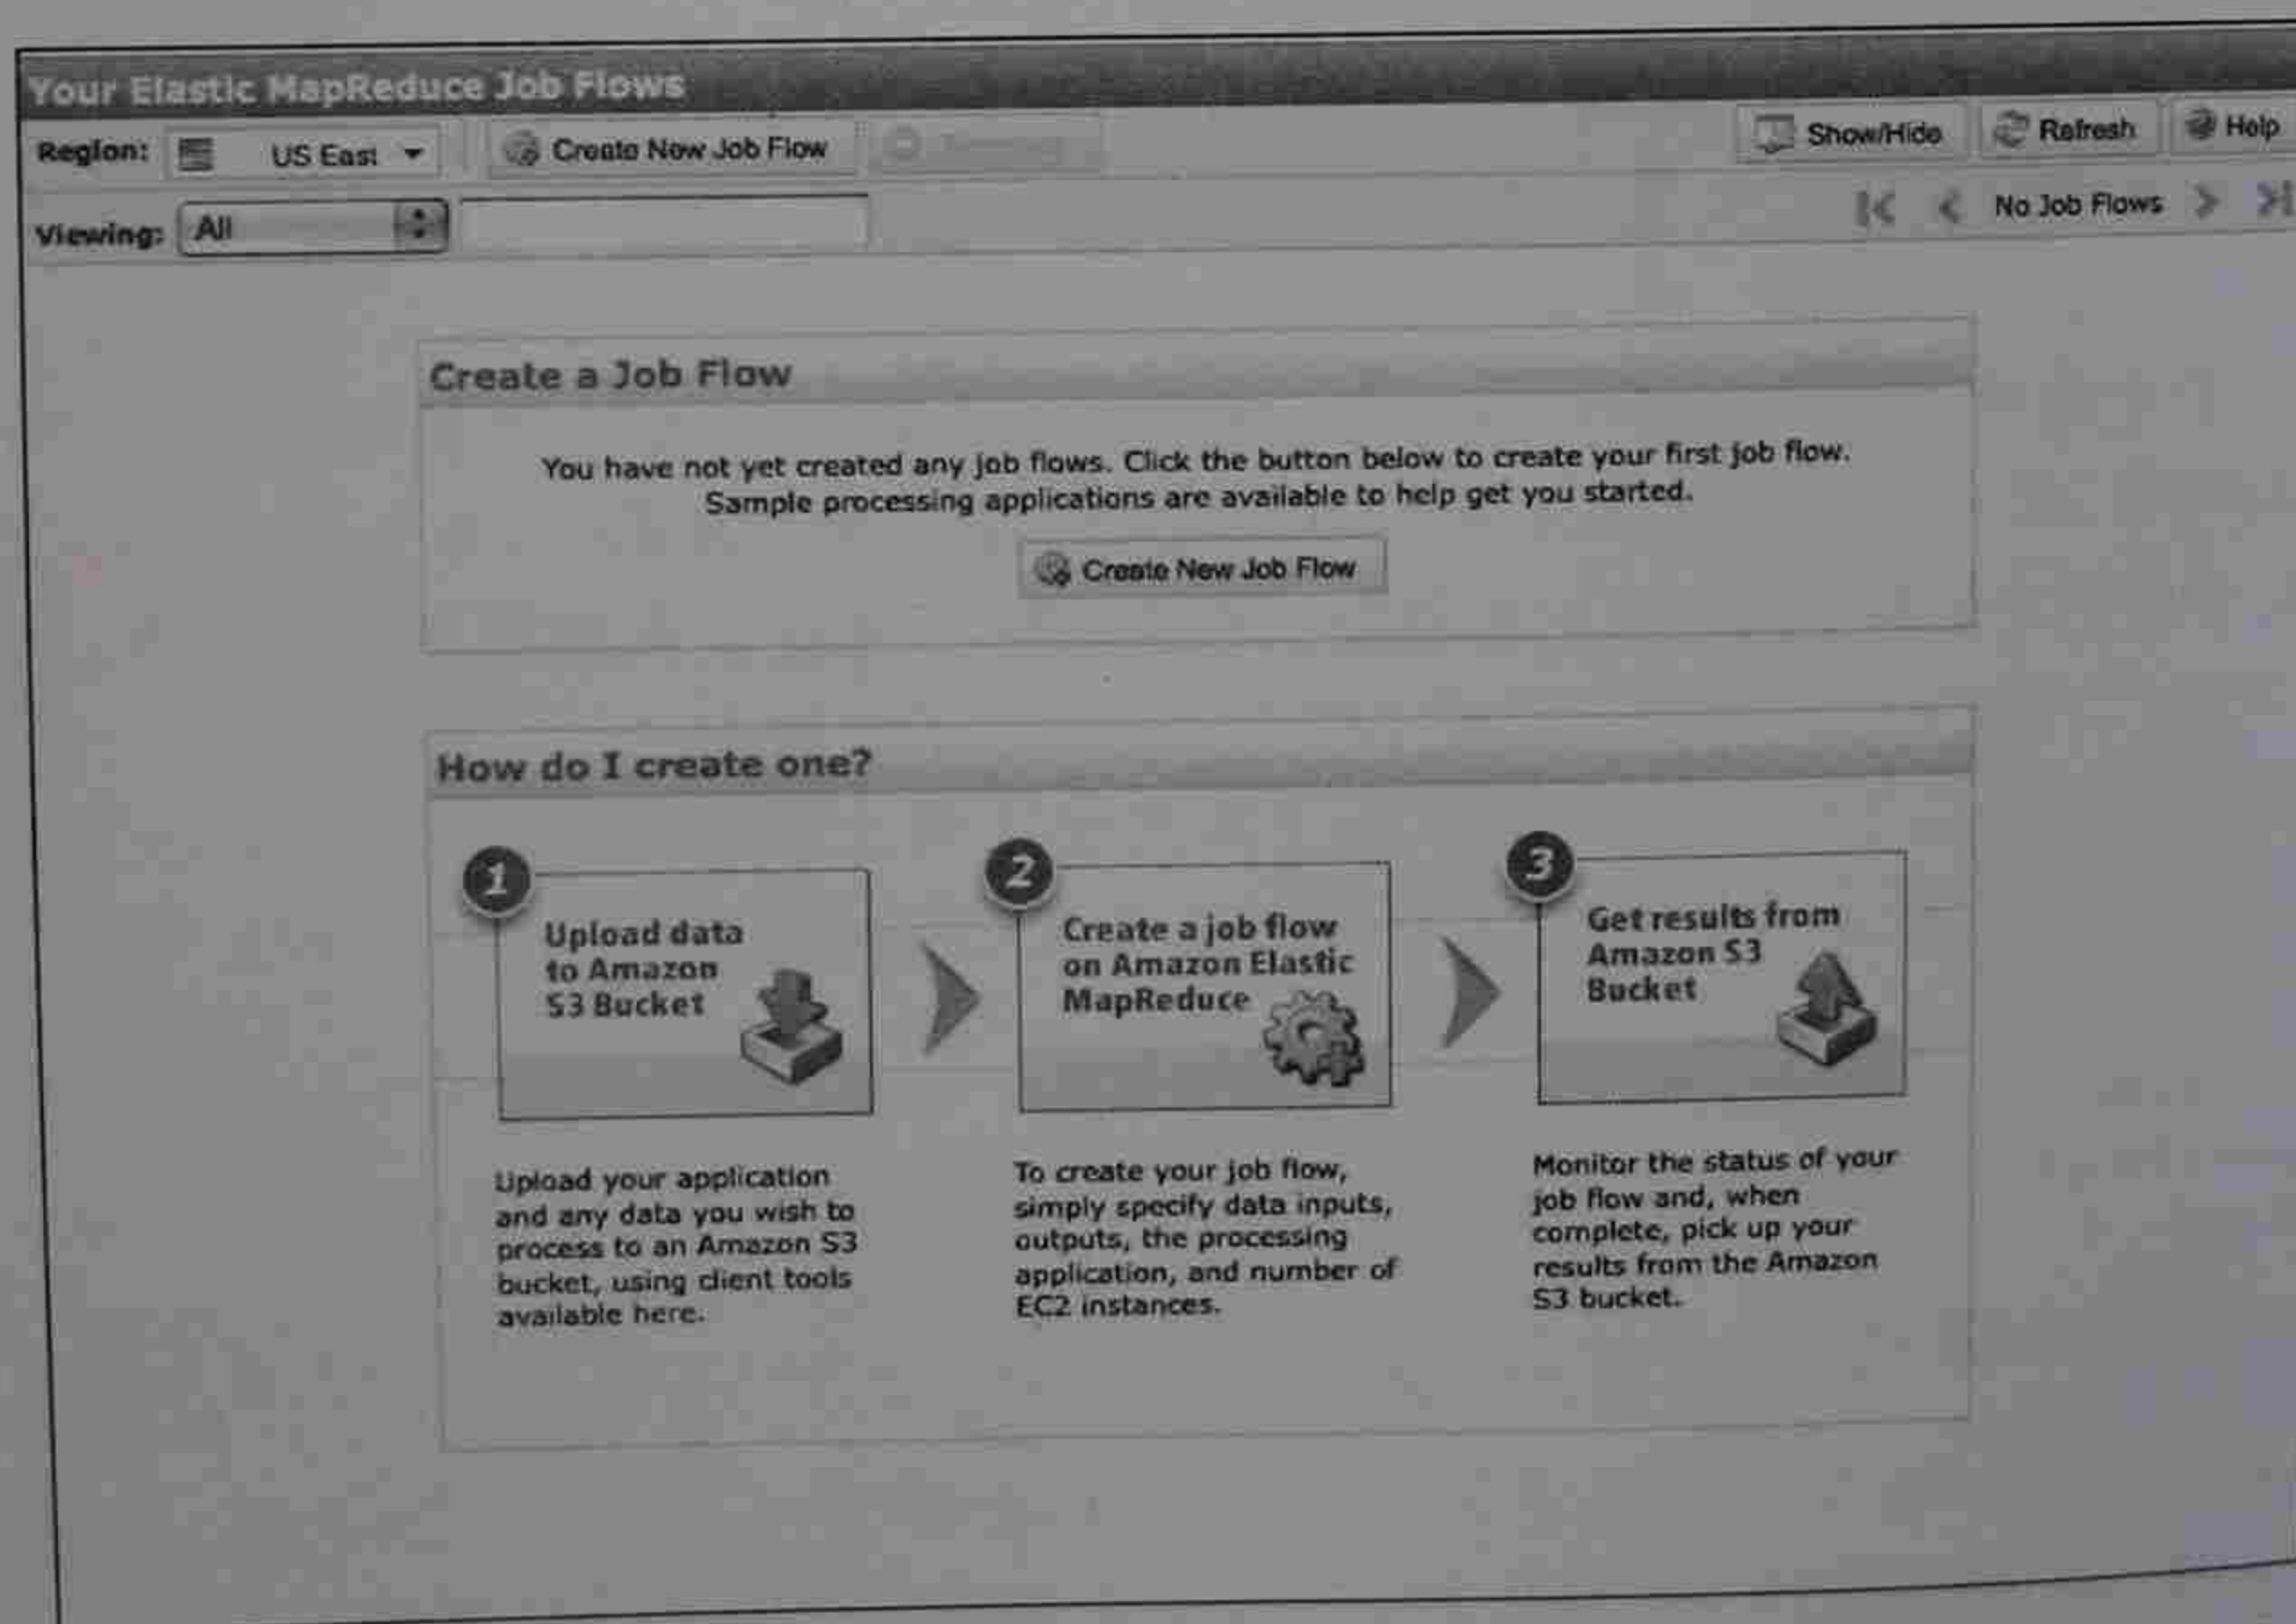 Your Elastic MapReduce Job Flows
Region: US East Create New Job Flow Show/Hide Refresh Help
Viewing: All No Job Flows
Create a Job Flow
You have not yet created any job flows. Click the button below to create your first job flow.
Sample processing applications are available to help get you started.
Create New Job Flow
How do I create one?
1
Upload data
to Amazon
S3 Bucket
Upload your application
and any data you wish to
process to an Amazon S3
bucket, using client tools
available here.
2
Create a job flow
on Amazon Elastic
MapReduce
To create your job flow,
simply specify data inputs,
outputs, the processing
application, and number of
EC2 instances.
3
Get results from
Amazon S3
Bucket
Monitor the status of your
job flow and, when
complete, pick up your
results from the Amazon
S3 bucket.